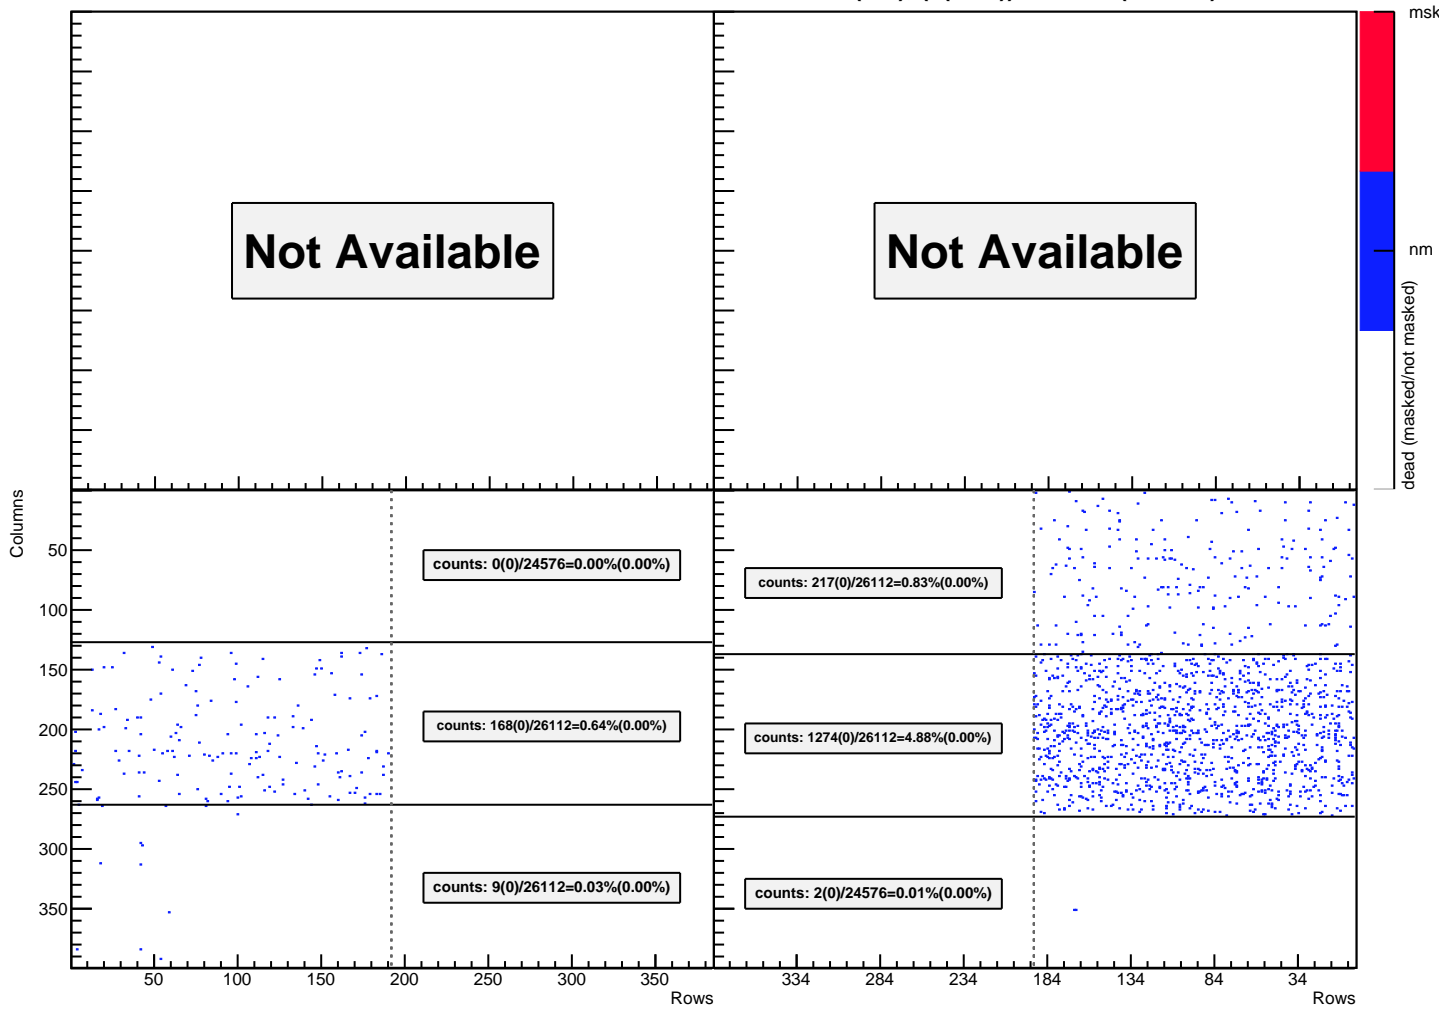 msk
Not Available
Not Available
nm
dead (masked/not masked)
Columns
50
100
150
200
250
300
350
counts: 0(0)/24576=0.00%(0.00%)
counts: 217(0)/26112=0.83%(0.00%)
counts: 168(0)/26112=0.64%(0.00%)
counts: 1274(0)/26112=4.88%(0.00%)
counts: 9(0)/26112=0.03%(0.00%)
counts: 2(0)/24576=0.01%(0.00%)
50 100 150 200 250 300 350
334 284 234 184 134 84 34
Rows
Rows